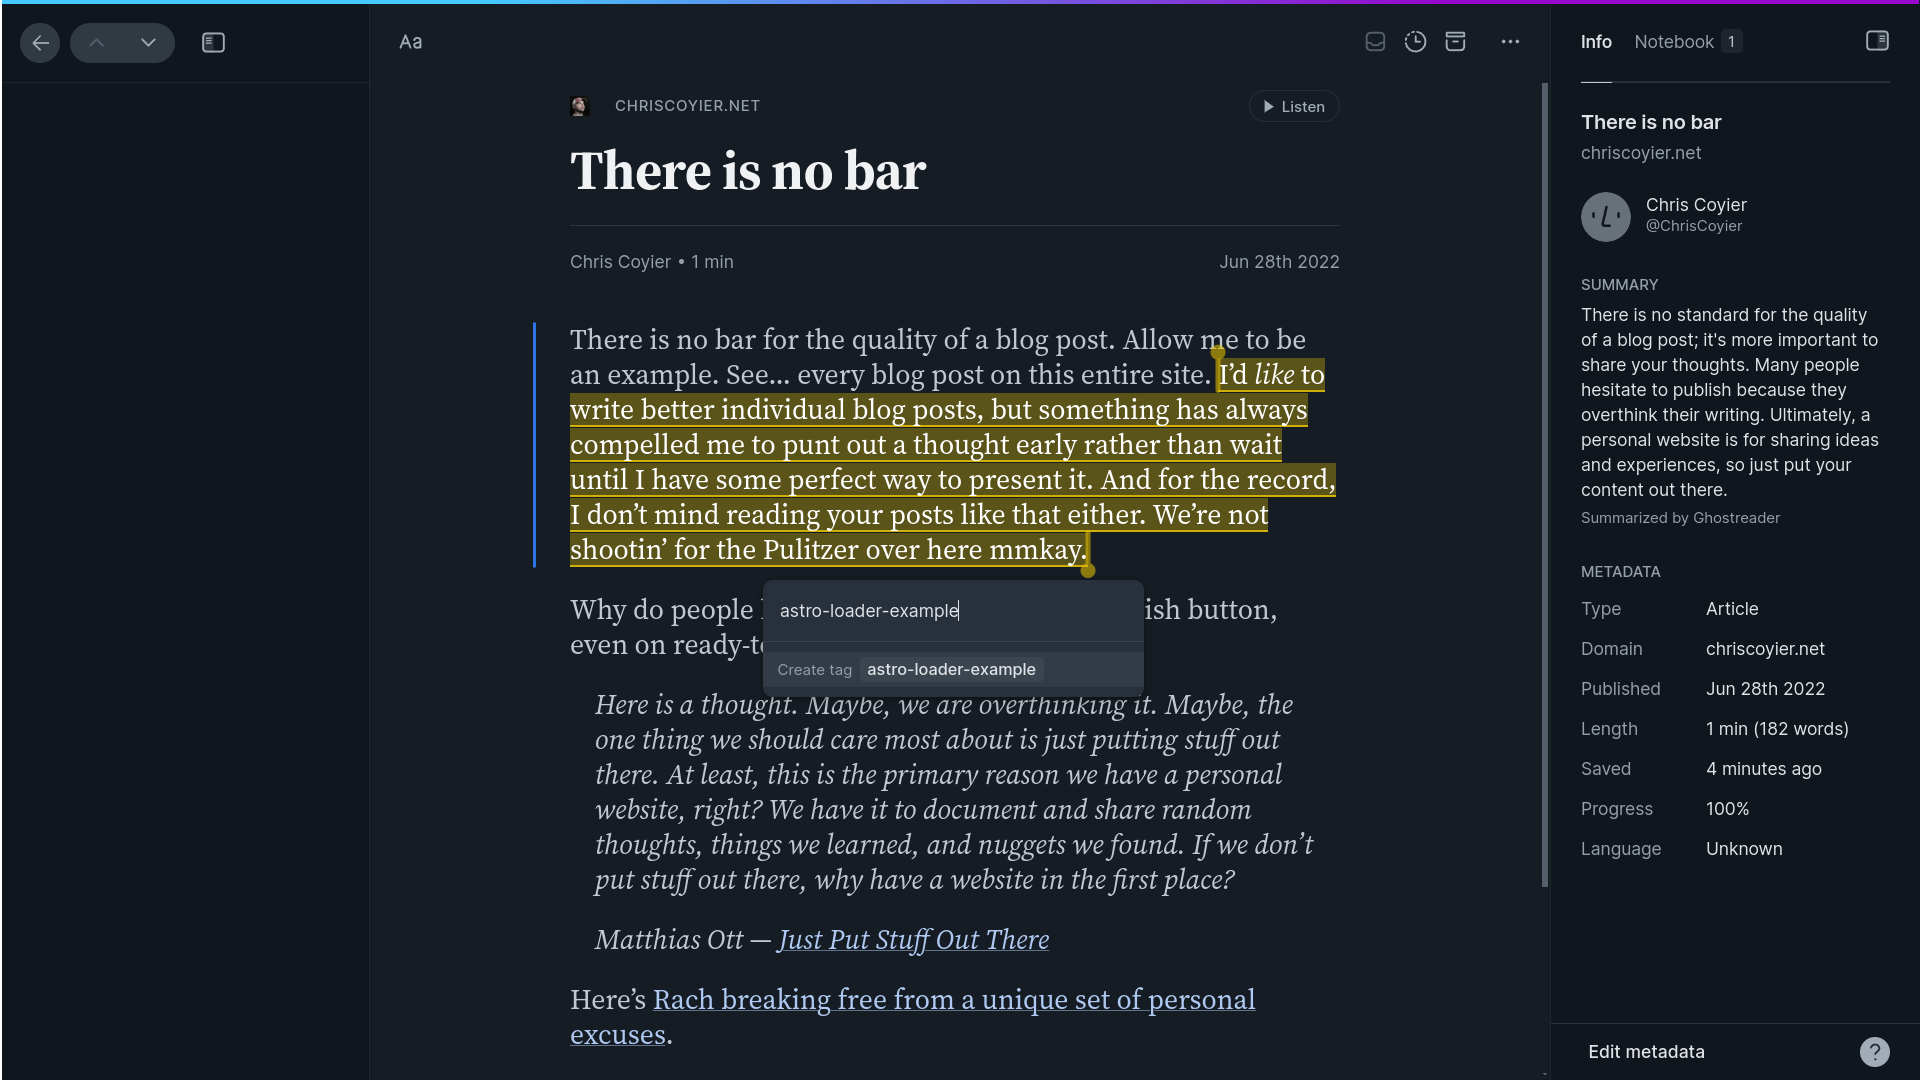 Aa
CHRISCOYIER.NET
Listen
There is no bar
Chris Coyier • 1 min
Jun 28th 2022
There is no bar for the quality of a blog post. Allow me to be
an example. See... every blog post on this entire site. I’d like to
write better individual blog posts, but something has always
compelled me to punt out a thought early rather than wait
until I have some perfect way to present it. And for the record,
I don’t mind reading your posts like that either. We’re not
shootin’ for the Pulitzer over here mmkay.
Why do people
ish button,
even on ready-t
astro-loader-example
Create tag astro-loader-example
Here is a thought. Maybe, we are overthinking it. Maybe, the
one thing we should care most about is just putting stuff out
there. At least, this is the primary reason we have a personal
website, right? We have it to document and share random
thoughts, things we learned, and nuggets we found. If we don’t
put stuff out there, why have a website in the first place?
Matthias Ott — Just Put Stuff Out There
Here’s Rach breaking free from a unique set of personal
excuses.
Info
Notebook 1
There is no bar
chriscoyier.net
Chris Coyier
@ChrisCoyier
SUMMARY
There is no standard for the quality
of a blog post; it's more important to
share your thoughts. Many people
hesitate to publish because they
overthink their writing. Ultimately, a
personal website is for sharing ideas
and experiences, so just put your
content out there.
Summarized by Ghostreader
METADATA
Type Article
Domain chriscoyier.net
Published Jun 28th 2022
Length 1 min (182 words)
Saved 4 minutes ago
Progress 100%
Language Unknown
Edit metadata
?